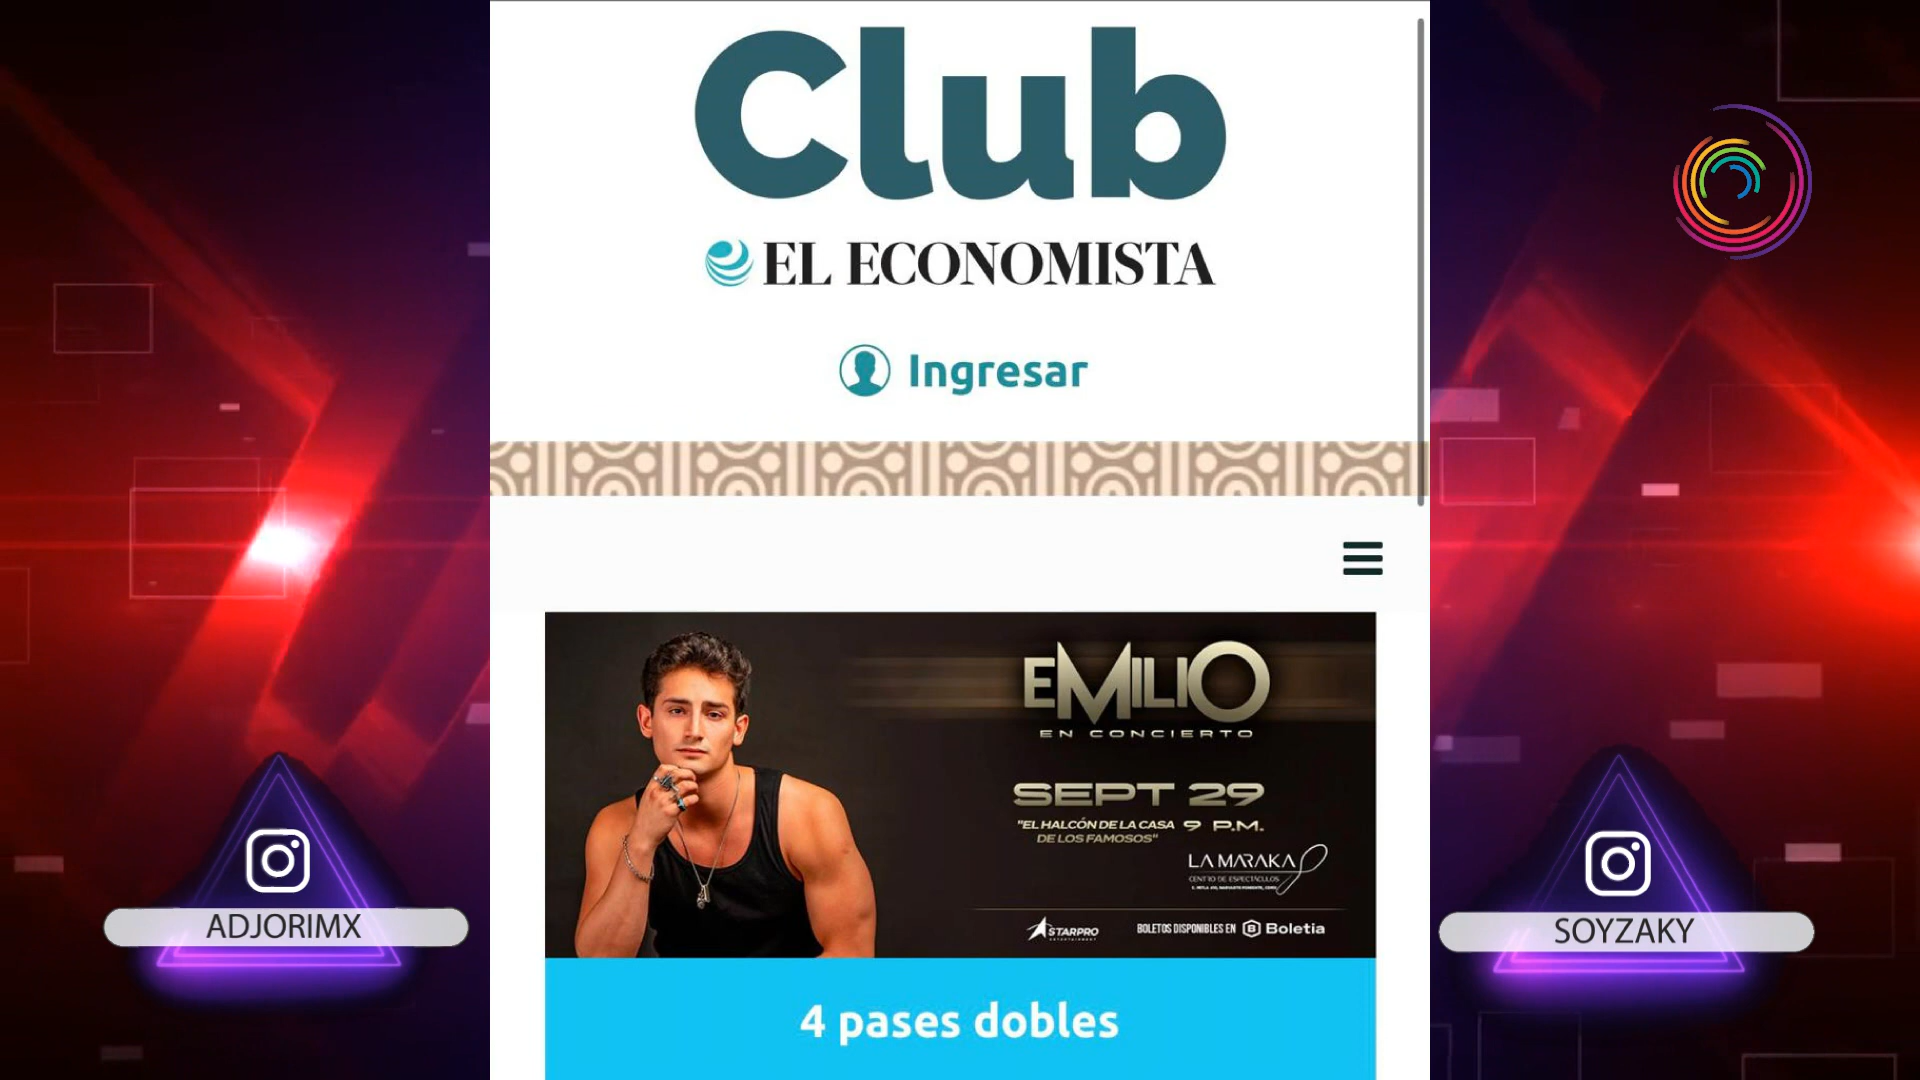 Club
EL ECONOMISTA
Ingresar
EMILIO
EN CONCIERTO
SEPT 29
"EL HALCÓN DE LA CASA
DE LOS FAMOSOS"
9 P.M.
LA MARAKA
CENTRO DE ESPECTÁCULOS
STARPRO
ENTERTAINMENT
BOLETOS DISPONIBLES EN B Boletia
4 pases dobles
ADJORIMX
SOYZAKY